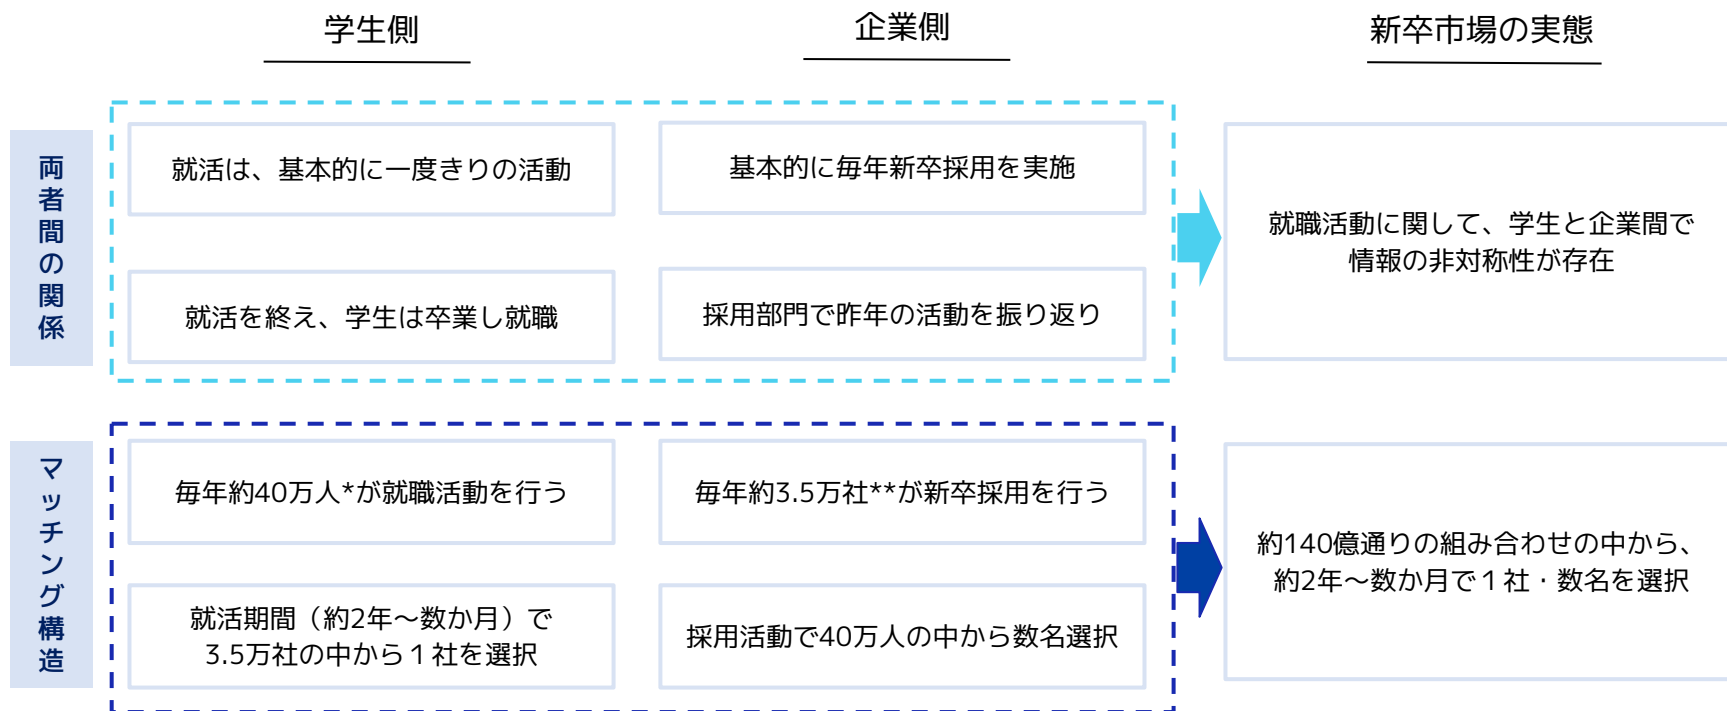 学生側
企業側
新卒市場の実態
両者間の関係
就活は、基本的に一度きりの活動
基本的に毎年新卒採用を実施
就活を終え、学生は卒業し就職
採用部門で昨年の活動を振り返り
就職活動に関して、学生と企業間で
情報の非対称性が存在
マッチング構造
毎年約40万人*が就職活動を行う
毎年約3.5万社**が新卒採用を行う
就活期間（約2年～数か月）で
3.5万社の中から１社を選択
採用活動で40万人の中から数名選択
約140億通りの組み合わせの中から、
約2年～数か月で１社・数名を選択